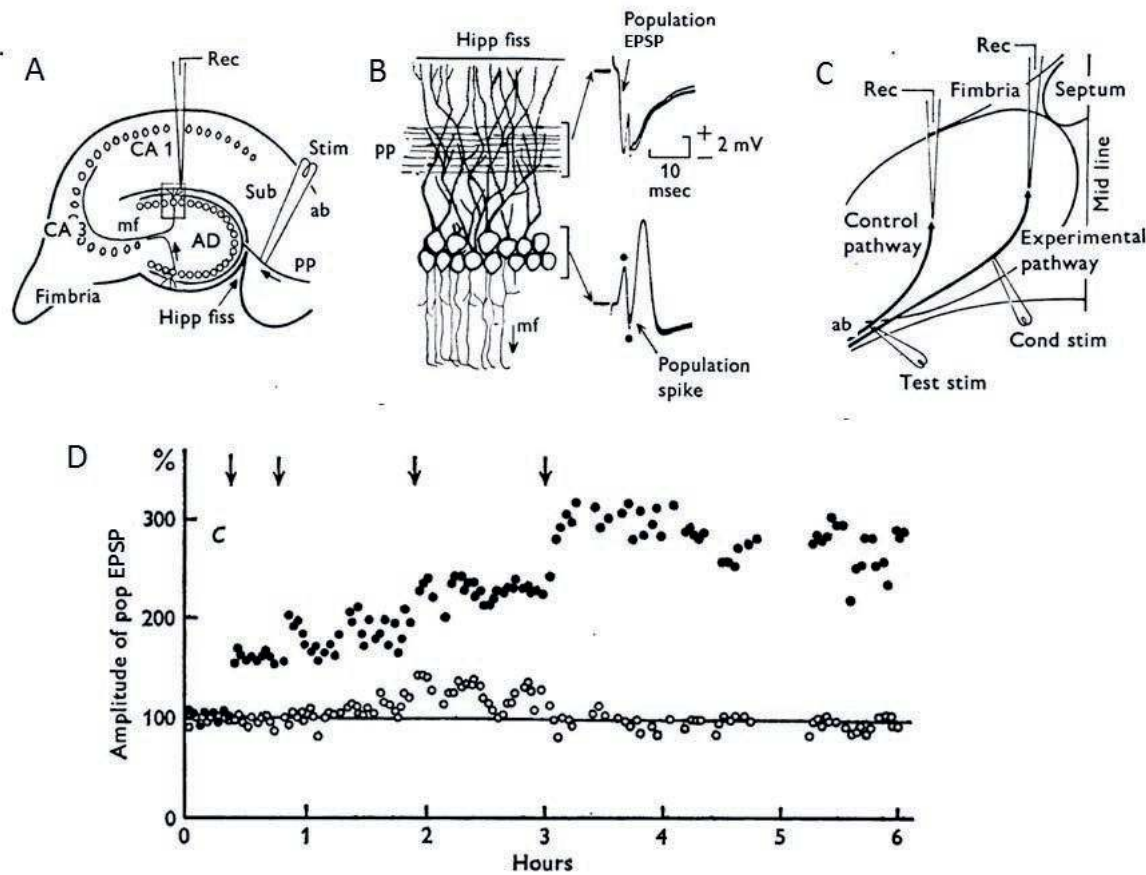 A
Rec
CA 1
Stim
Sub
ab
mf
CA 3
AD
pp
Fimbria
Hipp fiss
B
Hipp fiss
Population
EPSP
pp
+
2 mV
−
10
msec
mf
Population
spike
C
Rec
Rec
Fimbria
Septum
Mid line
Control
pathway
Experimental
pathway
ab
Cond stim
Test stim
D
%
300
200
100
0
C
Amplitude of pop EPSP
0 1 2 3 4 5 6
Hours